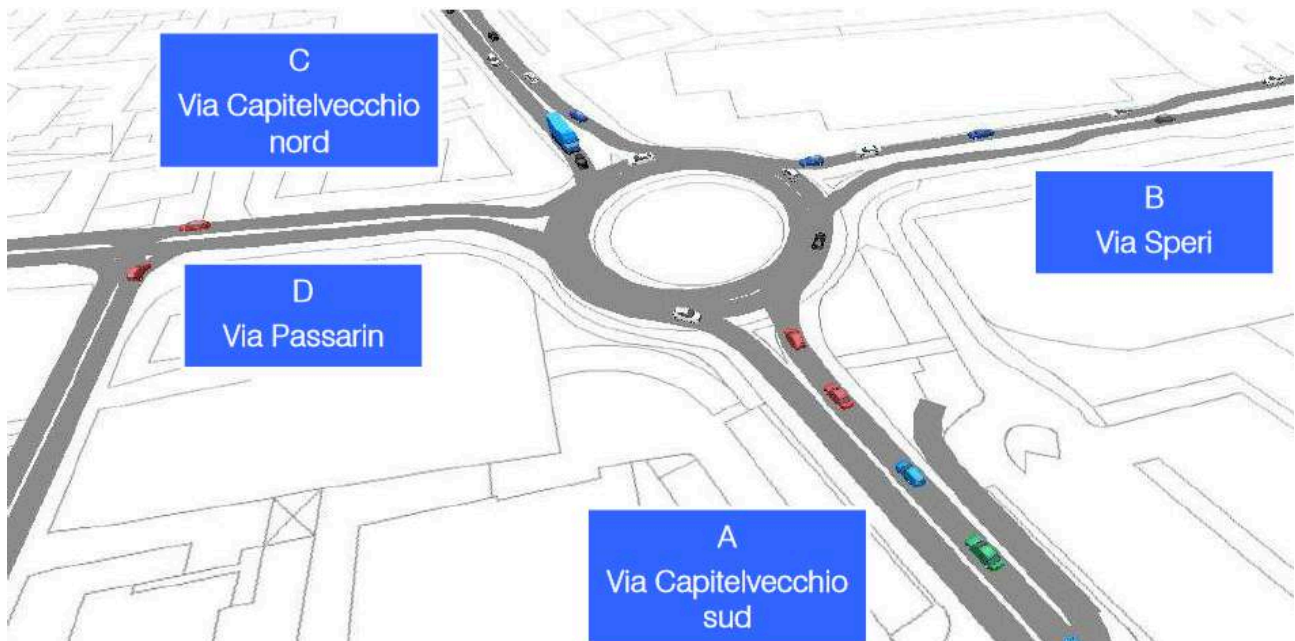 C
Via Capitelvecchio
nord
B
Via Speri
D
Via Passarin
A
Via Capitelvecchio
sud